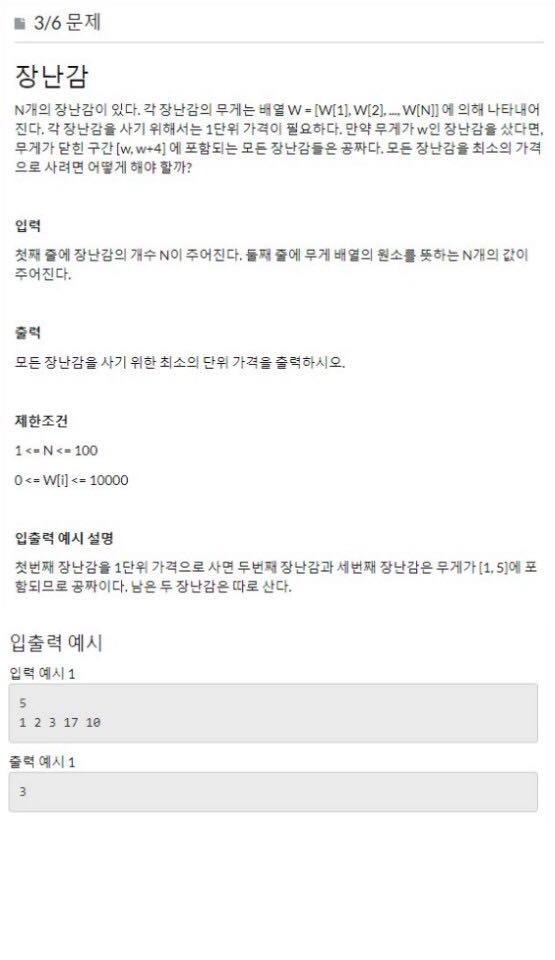 3/6 문제
장난감
N개의 장난감이 있다. 각 장난감의 무게는 배열 W = [W[1], W[2], ..., W[N]] 에 의해 나타내어
진다. 각 장난감을 사기 위해서는 1단위 가격이 필요하다. 만약 무게가 w인 장난감을 샀다면,
무게가 닫힌 구간 [w, w+4] 에 포함되는 모든 장난감들은 공짜다. 모든 장난감을 최소의 가격
으로 사려면 어떻게 해야 할까?
입력
첫째 줄에 장난감의 개수 N이 주어진다. 둘째 줄에 무게 배열의 원소를 뜻하는 N개의 값이
주어진다.
출력
모든 장난감을 사기 위한 최소의 단위 가격을 출력하시오.
제한조건
1 <= N <= 100
0 <= W[i] <= 10000
입출력 예시 설명
첫번째 장난감을 1단위 가격으로 사면 두번째 장난감과 세번째 장난감은 무게가 [1, 5]에 포
함되므로 공짜이다. 남은 두 장난감은 따로 산다.
입출력 예시
입력 예시 1
5
1 2 3 17 10
출력 예시 1
3